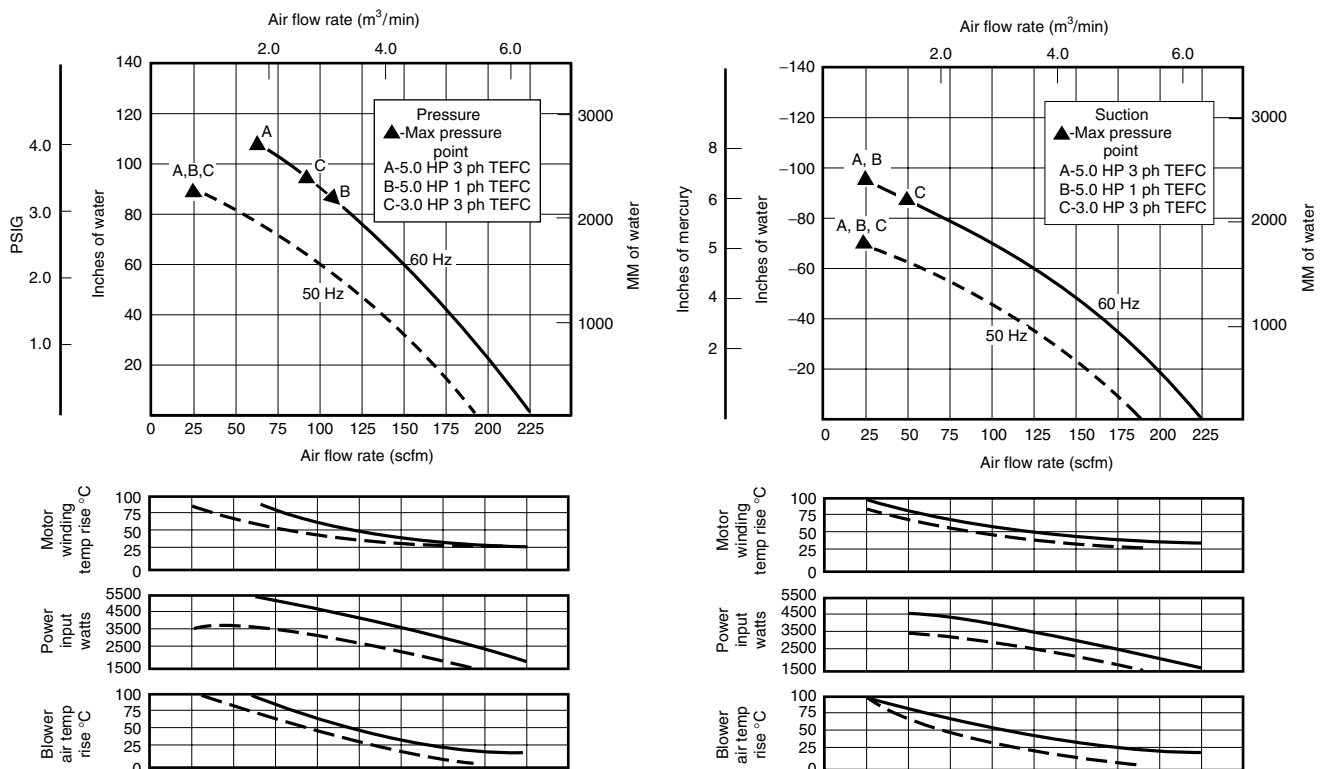 Air flow rate (m³/min)
2.0 4.0 6.0
140
120
100
80
60
40
20
4.0
3.0
2.0
1.0
PSIG
Inches of water
3000
2000
1000
MM of water
Pressure
▲-Max pressure
point
A-5.0 HP 3 ph TEFC
B-5.0 HP 1 ph TEFC
C-3.0 HP 3 ph TEFC
A
C
B
A,B,C
60 Hz
50 Hz
0 25 50 75 100 125 150 175 200 225
Air flow rate (scfm)
Motor
winding
temp rise °C
100
75
50
25
0
Power
input
watts
5500
4500
3500
2500
1500
Blower
air temp
rise °C
100
75
50
25
0
Air flow rate (m³/min)
2.0 4.0 6.0
–140
–120
–100
–80
–60
–40
–20
8
6
5
4
2
Inches of mercury
Inches of water
3000
2000
1000
MM of water
Suction
▲-Max pressure
point
A-5.0 HP 3 ph TEFC
B-5.0 HP 1 ph TEFC
C-3.0 HP 3 ph TEFC
A, B
C
A, B, C
60 Hz
50 Hz
0 25 50 75 100 125 150 175 200 225
Air flow rate (scfm)
Motor
winding
temp rise °C
100
75
50
25
0
Power
input
watts
5500
4500
3500
2500
1500
Blower
air temp
rise °C
100
75
50
25
0